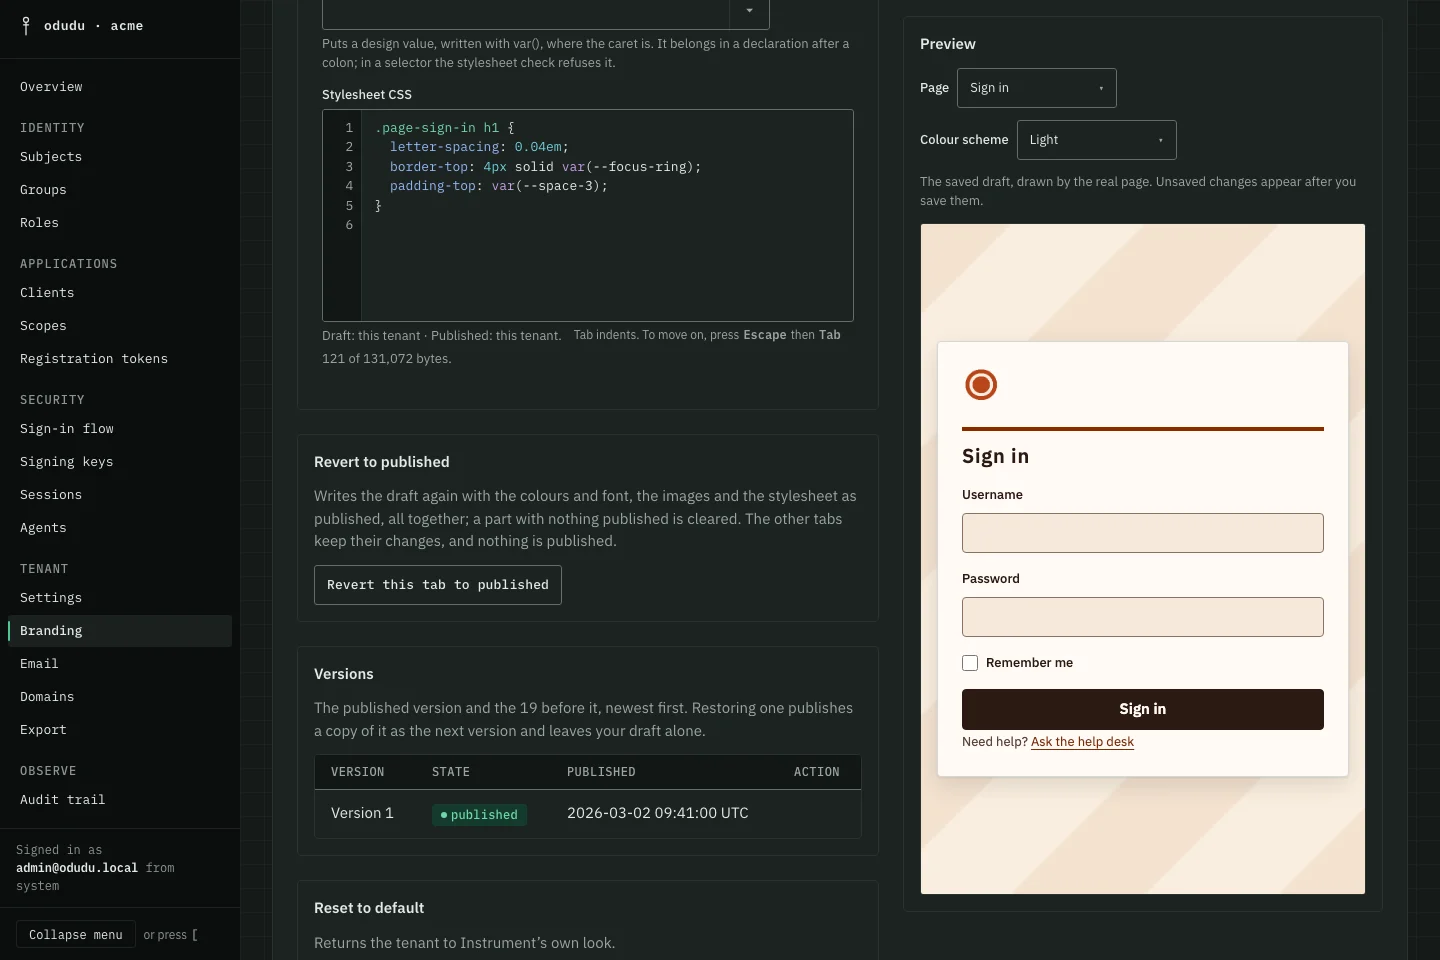 odudu · acme
Overview
IDENTITY
Subjects
Groups
Roles
APPLICATIONS
Clients
Scopes
Registration tokens
SECURITY
Sign-in flow
Signing keys
Sessions
Agents
TENANT
Settings
Branding
Email
Domains
Export
OBSERVE
Audit trail
Signed in as
admin@odudu.local from
system
Collapse menu or press [
Puts a design value, written with var(), where the caret is. It belongs in a declaration after a
colon; in a selector the stylesheet check refuses it.
Stylesheet CSS
1 .page-sign-in h1 {
2 letter-spacing: 0.04em;
3 border-top: 4px solid var(--focus-ring);
4 padding-top: var(--space-3);
5 }
6
Draft: this tenant · Published: this tenant. Tab indents. To move on, press Escape then Tab
121 of 131,072 bytes.
Revert to published
Writes the draft again with the colours and font, the images and the stylesheet as
published, all together; a part with nothing published is cleared. The other tabs
keep their changes, and nothing is published.
Revert this tab to published
Versions
The published version and the 19 before it, newest first. Restoring one publishes
a copy of it as the next version and leaves your draft alone.
VERSION STATE PUBLISHED ACTION
Version 1 published 2026-03-02 09:41:00 UTC
Reset to default
Returns the tenant to Instrument's own look.
Preview
Page Sign in
Colour scheme Light
The saved draft, drawn by the real page. Unsaved changes appear after you
save them.
Sign in
Username
Password
Remember me
Sign in
Need help? Ask the help desk